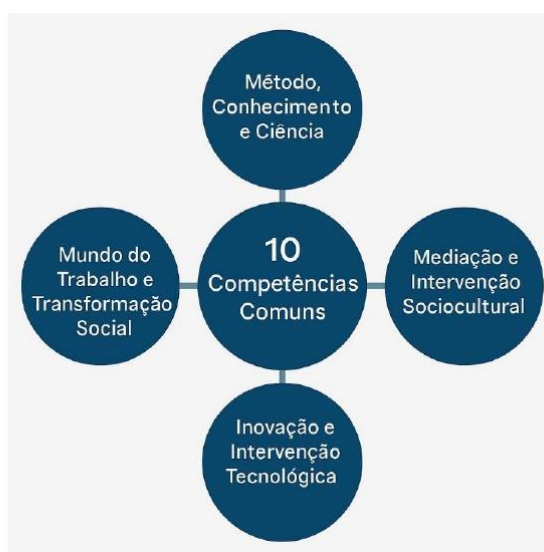 Método,
Conhecimento
e Ciência
Mundo do
Trabalho e
Transformação
Social
10
Competências
Comuns
Mediação e
Intervenção
Sociocultural
Inovação e
Intervenção
Tecnológica